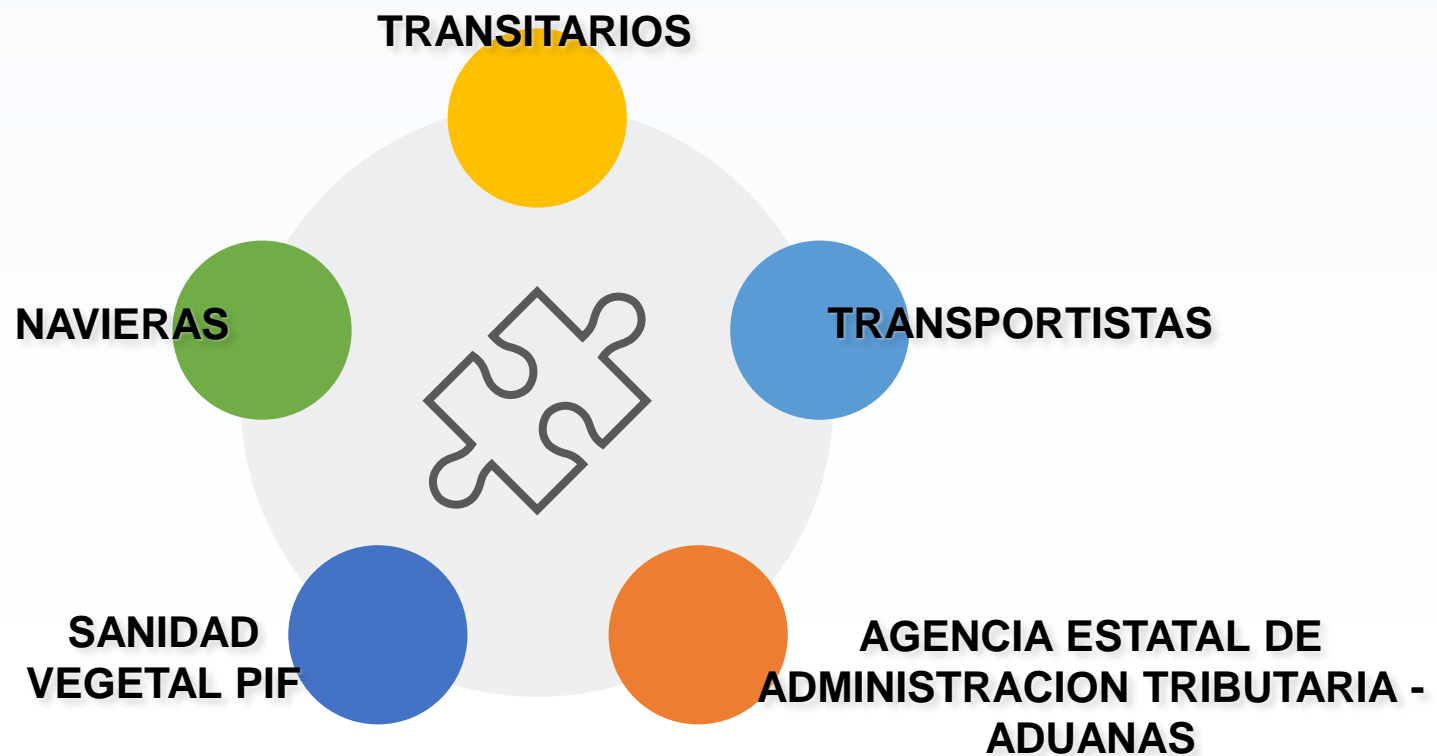 TRANSITARIOS
NAVIERAS
TRANSPORTISTAS
SANIDAD
VEGETAL PIF
AGENCIA ESTATAL DE
ADMINISTRACION TRIBUTARIA -
ADUANAS